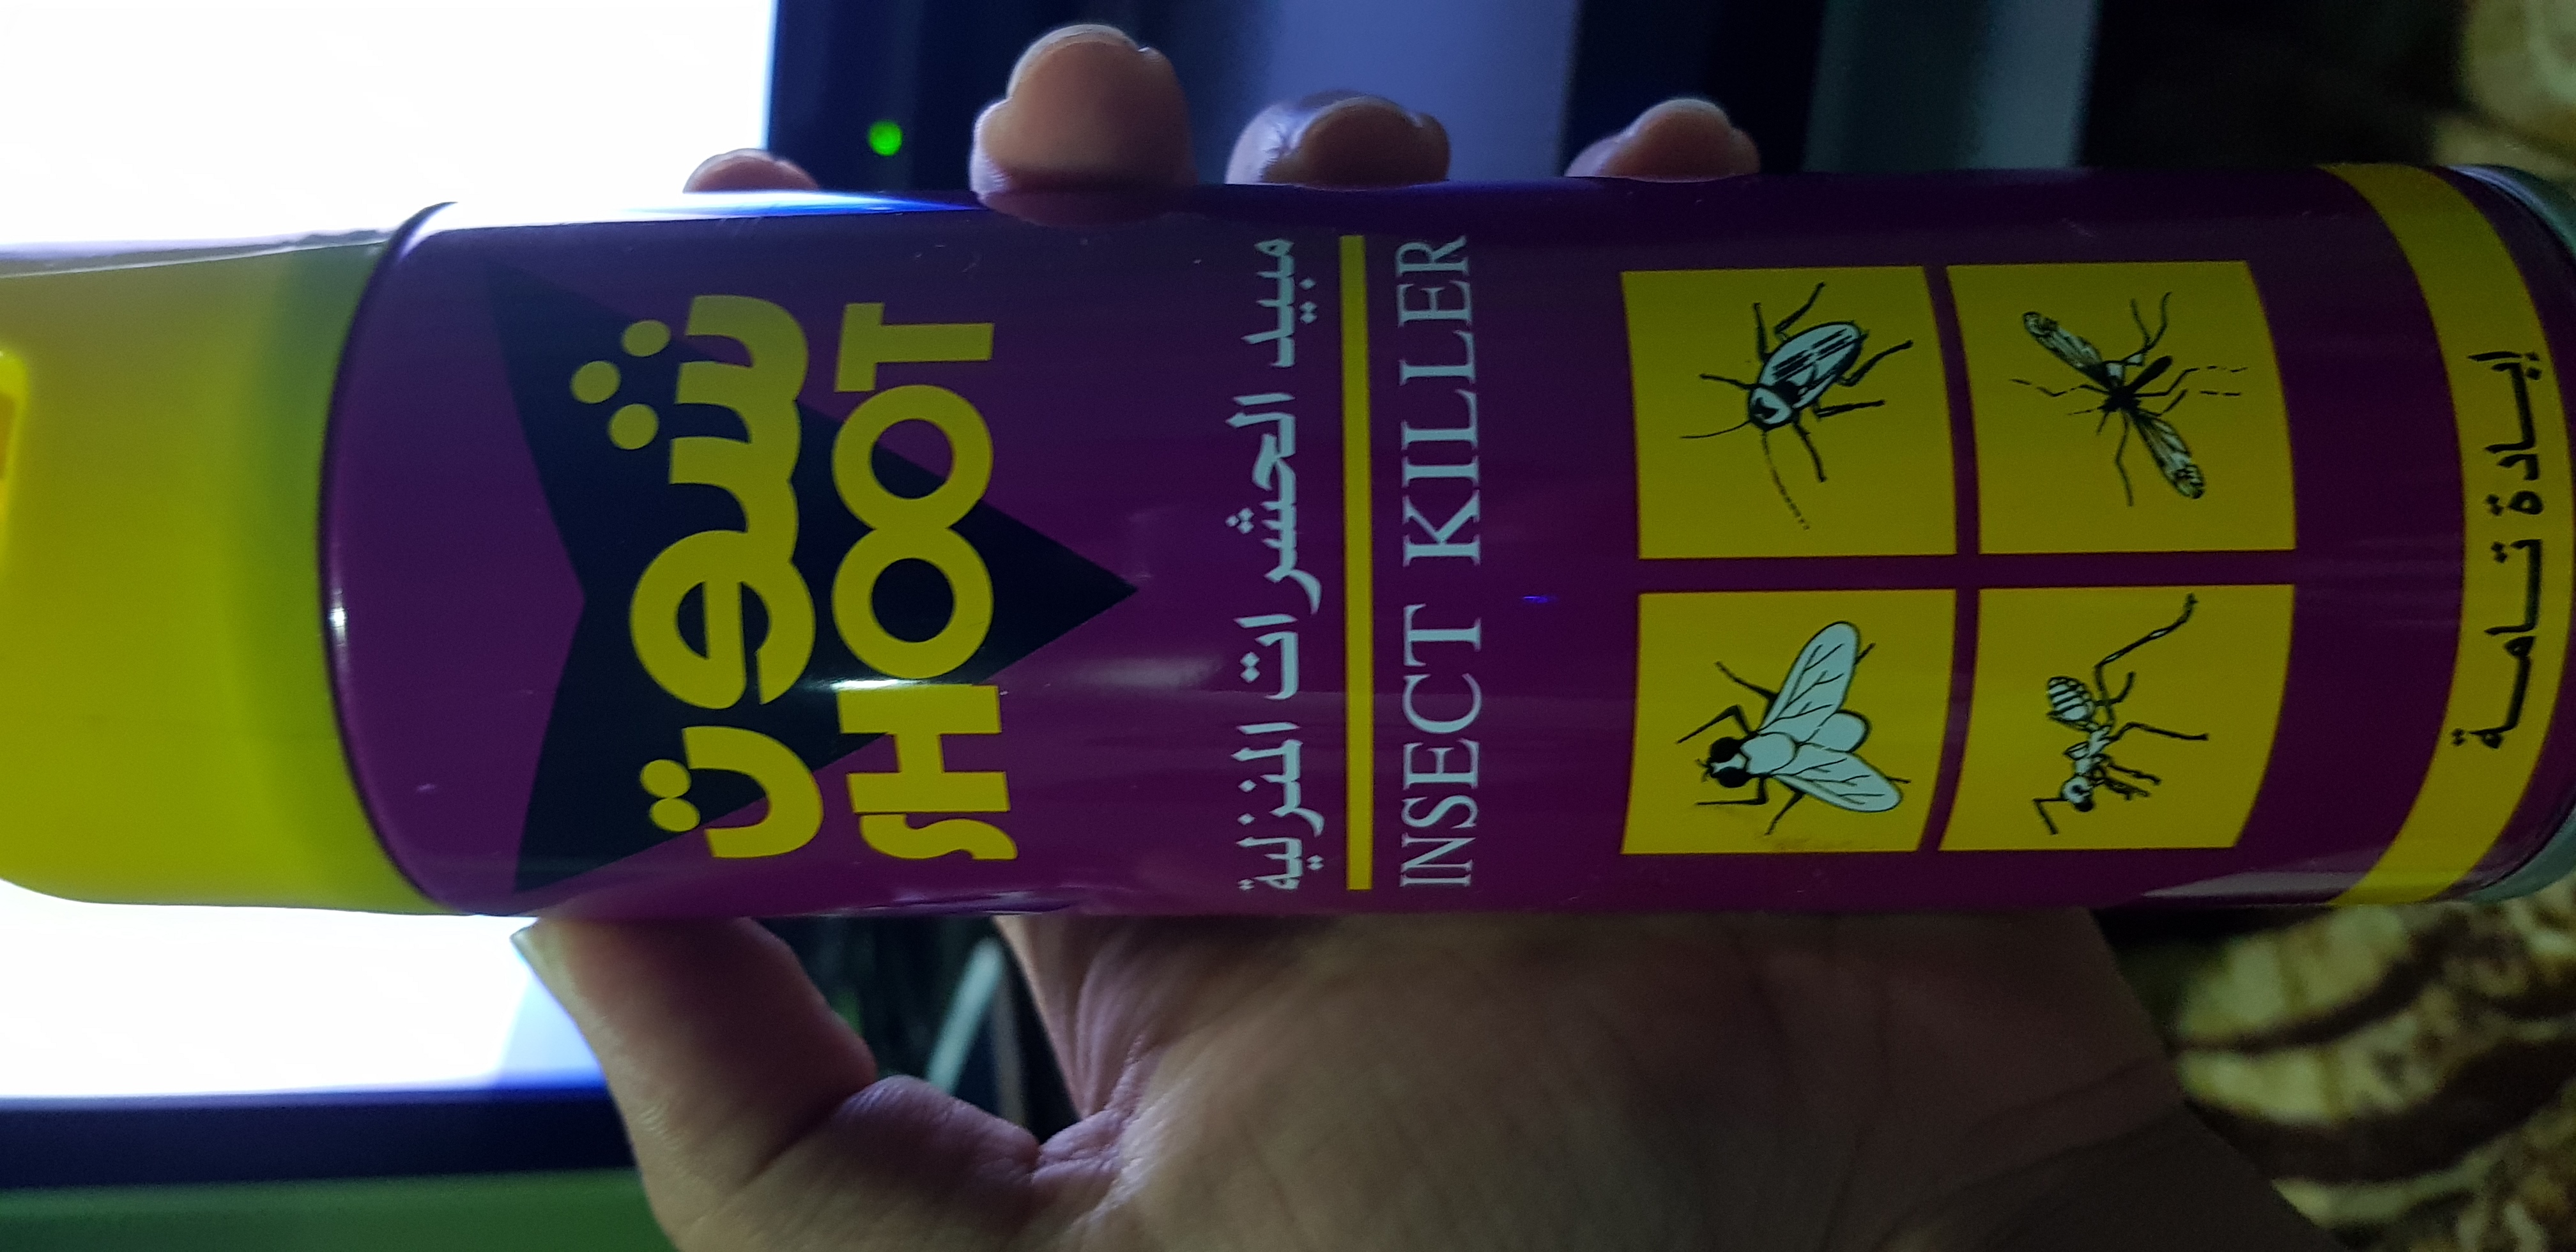 شوت
SHOOT
مبيد الحشرات المنزلية
INSECT KILLER
إبادة تامة